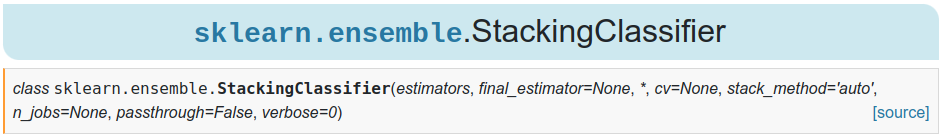 sklearn.ensemble.StackingClassifier
class sklearn.ensemble.StackingClassifier(estimators, final_estimator=None, *, cv=None, stack_method='auto',
n_jobs=None, passthrough=False, verbose=0) [source]